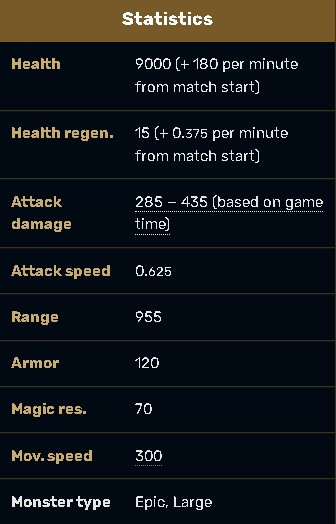 Statistics
Health 9000 (+ 180 per minute
from match start)
Health regen. 15 (+ 0.375 per minute
from match start)
Attack 285 – 435 (based on game
damage time)
Attack speed 0.625
Range 955
Armor 120
Magic res. 70
Mov. speed 300
Monster type Epic, Large